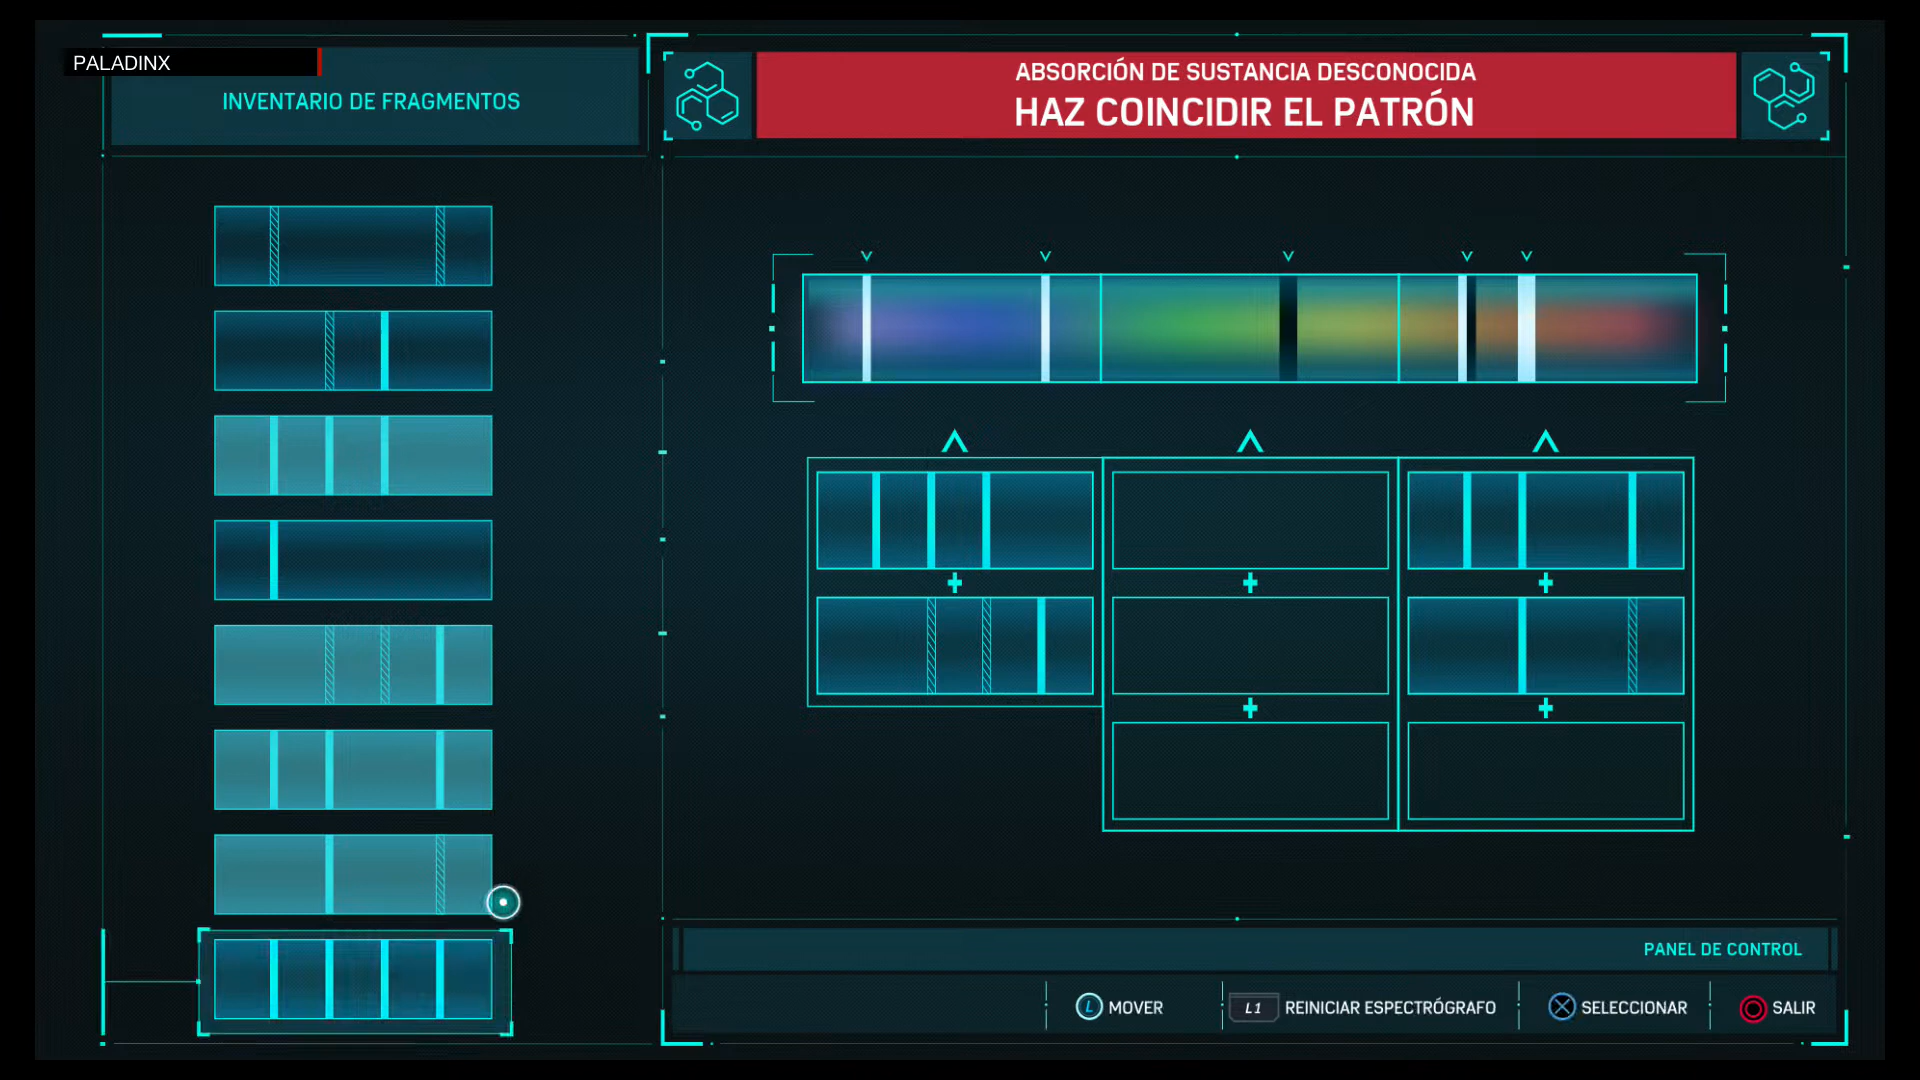 PALADINX
INVENTARIO DE FRAGMENTOS
ABSORCIÓN DE SUSTANCIA DESCONOCIDA
HAZ COINCIDIR EL PATRÓN
PANEL DE CONTROL
L MOVER
L1 REINICIAR ESPECTRÓGRAFO
SELECCIONAR
SALIR